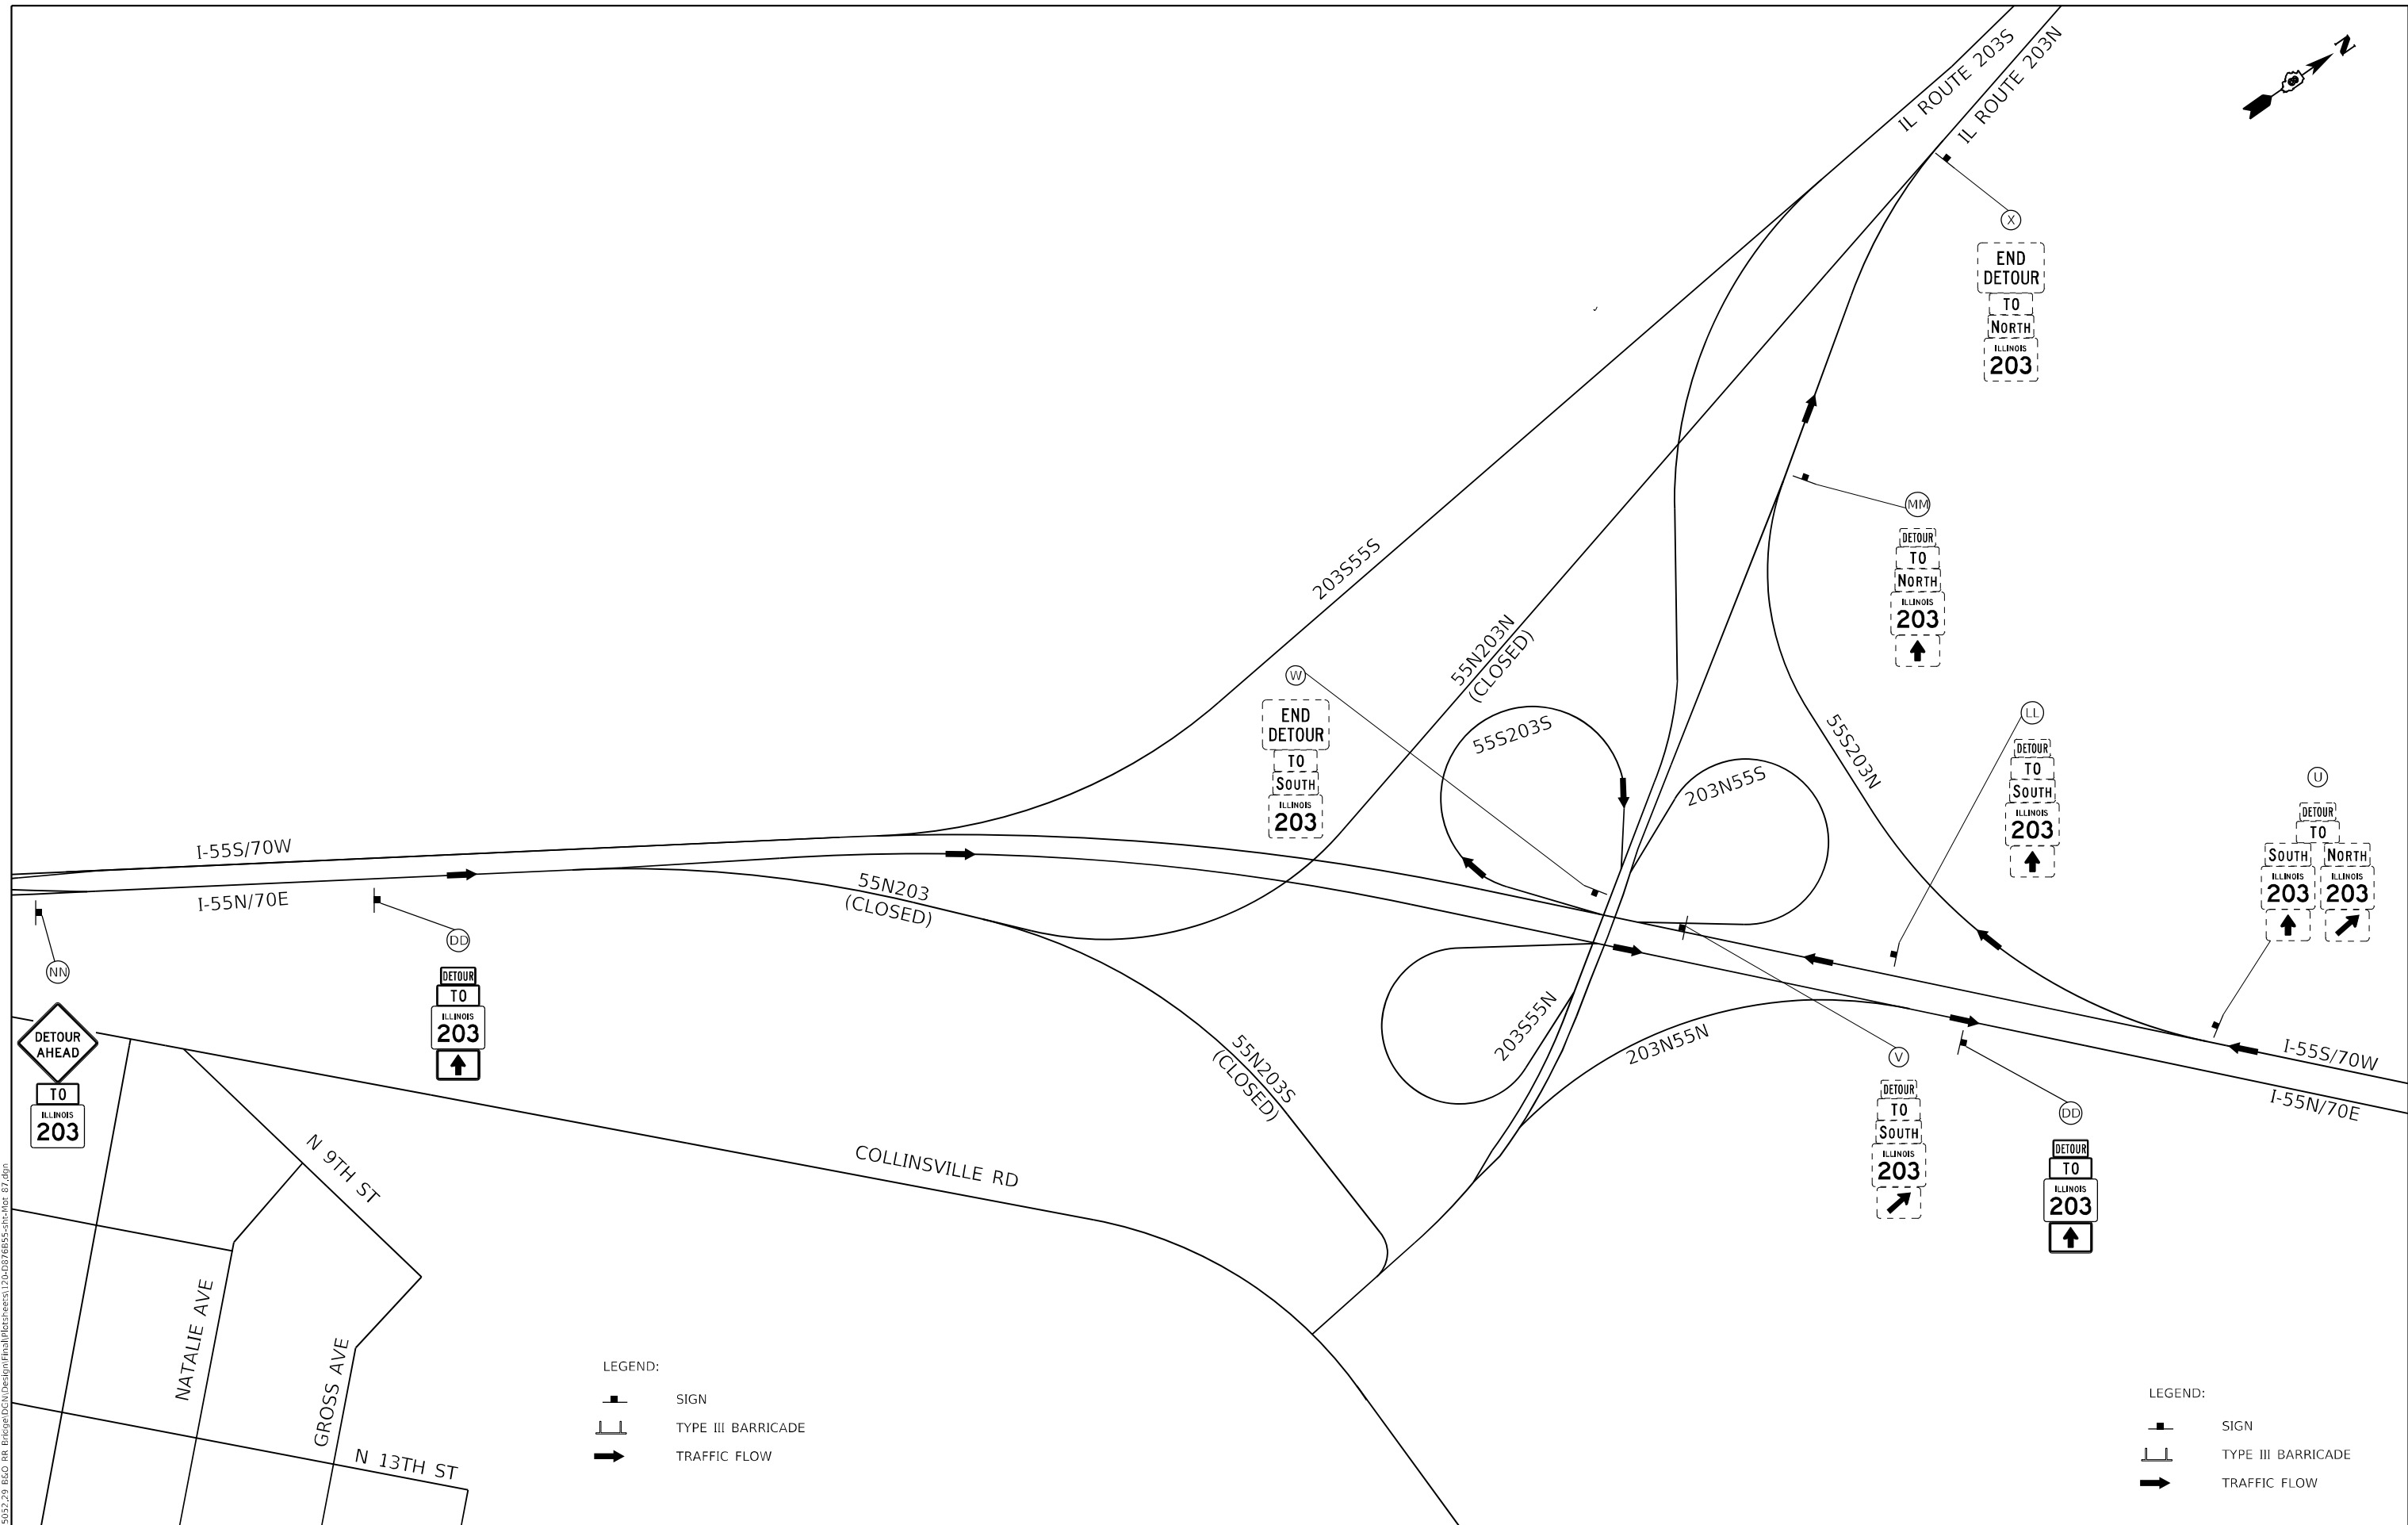 IL ROUTE 203S
IL ROUTE 203N
N
X
END
DETOUR
TO
NORTH
ILLINOIS
203
MM
DETOUR
TO
NORTH
ILLINOIS
203
203S55S
55N203N
(CLOSED)
W
END
DETOUR
TO
SOUTH
ILLINOIS
203
55S203S
203N55S
55S203N
LL
DETOUR
TO
SOUTH
ILLINOIS
203
U
DETOUR
TO
SOUTH NORTH
ILLINOIS ILLINOIS
203 203
I-55S/70W
I-55N/70E
55N203
(CLOSED)
NN
DETOUR
AHEAD
TO
ILLINOIS
203
DD
DETOUR
TO
ILLINOIS
203
203S55N
203N55N
55N203S
(CLOSED)
V
DETOUR
TO
SOUTH
ILLINOIS
203
DD
DETOUR
TO
ILLINOIS
203
I-55S/70W
I-55N/70E
COLLINSVILLE RD
N 9TH ST
NATALIE AVE
GROSS AVE
N 13TH ST
LEGEND:
SIGN
TYPE III BARRICADE
TRAFFIC FLOW
LEGEND:
SIGN
TYPE III BARRICADE
TRAFFIC FLOW